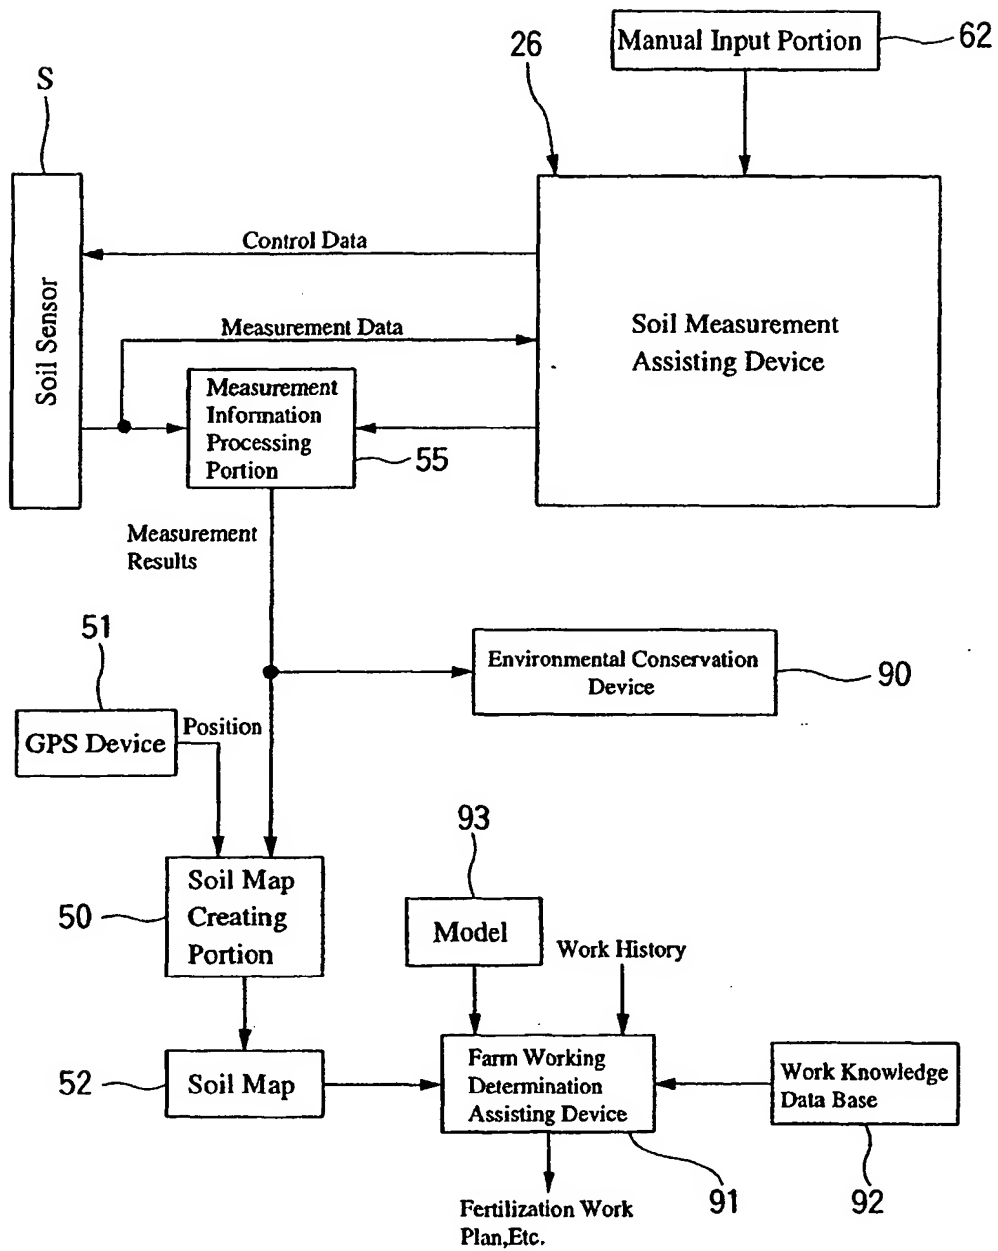 Manual Input Portion
62
26
S
Control Data
Measurement Data
Soil Measurement
Assisting Device
Soil Sensor
Measurement
Information
Processing
Portion
55
Measurement
Results
51
Environmental Conservation
Device
90
GPS Device
Position
93
Soil Map
Creating
Portion
50
Model
Work History
52
Soil Map
Farm Working
Determination
Assisting Device
Work Knowledge
Data Base
91
92
Fertilization Work
Plan,Etc.